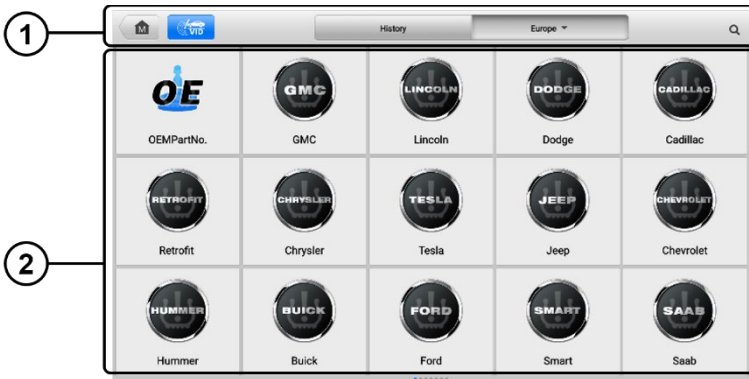 1
M
VID
History
Europe
2
OE
GMC
LINCOLN
DODGE
CADILLAC
OEMPartNo.
GMC
Lincoln
Dodge
Cadillac
RETROFIT
CHRYSLER
TESLA
JEEP
CHEVROLET
Retrofit
Chrysler
Tesla
Jeep
Chevrolet
HUMMER
BUICK
FORD
SMART
SAAB
Hummer
Buick
Ford
Smart
Saab